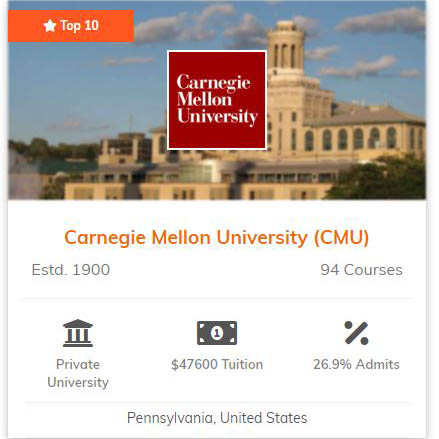 Top 10
Carnegie
Mellon
University
Carnegie Mellon University (CMU)
Estd. 1900
94 Courses
1
Private
University
$47600 Tuition
26.9% Admits
Pennsylvania, United States